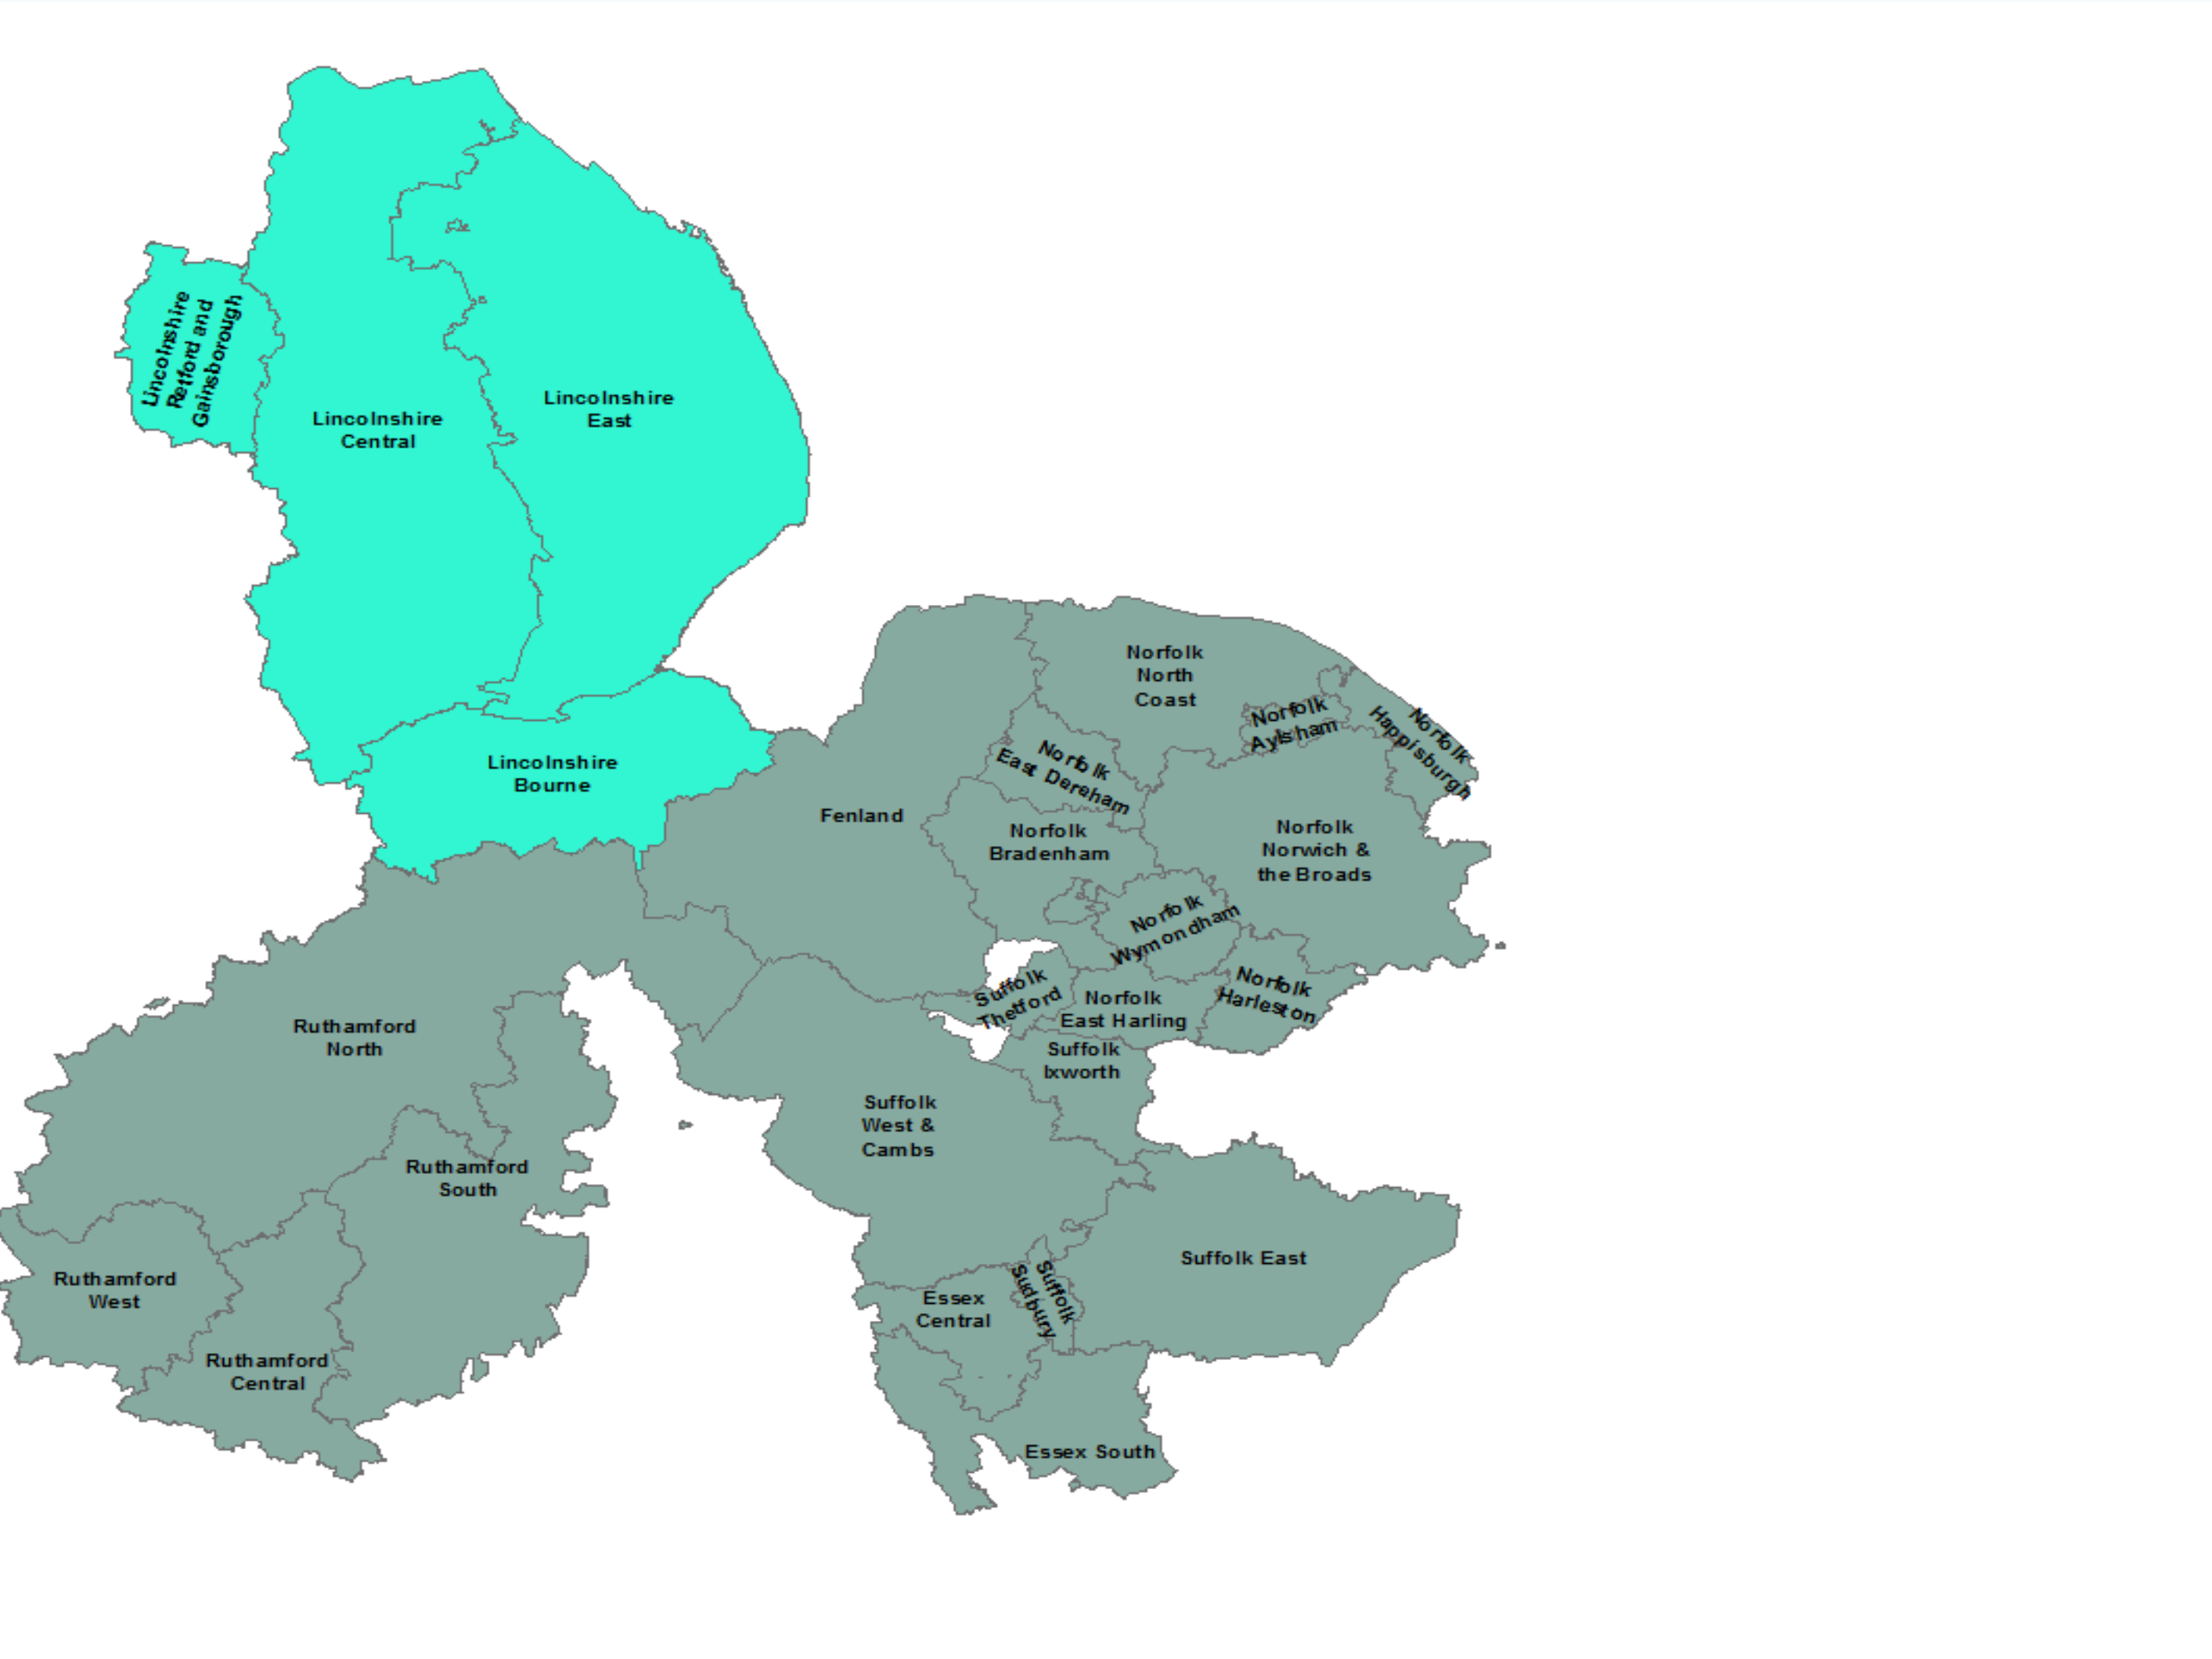 Lincolnshire
Retford and
Gainsborough
Lincolnshire
Central
Lincolnshire
East
Lincolnshire
Bourne
Norfolk
North
Coast
Norfolk
Aylsham
Norfolk
Happisburgh
Norfolk
East Dereham
Fenland
Norfolk
Bradenham
Norfolk
Norwich &
the Broads
Norfolk
Wymondham
Suffolk
Thetford
Norfolk
East Harling
Norfolk
Harleston
Ruthamford
North
Suffolk
Ixworth
Suffolk
West &
Cambs
Ruthamford
South
Suffolk East
Ruthamford
West
Essex
Central
Suffolk
Sudbury
Ruthamford
Central
Essex South